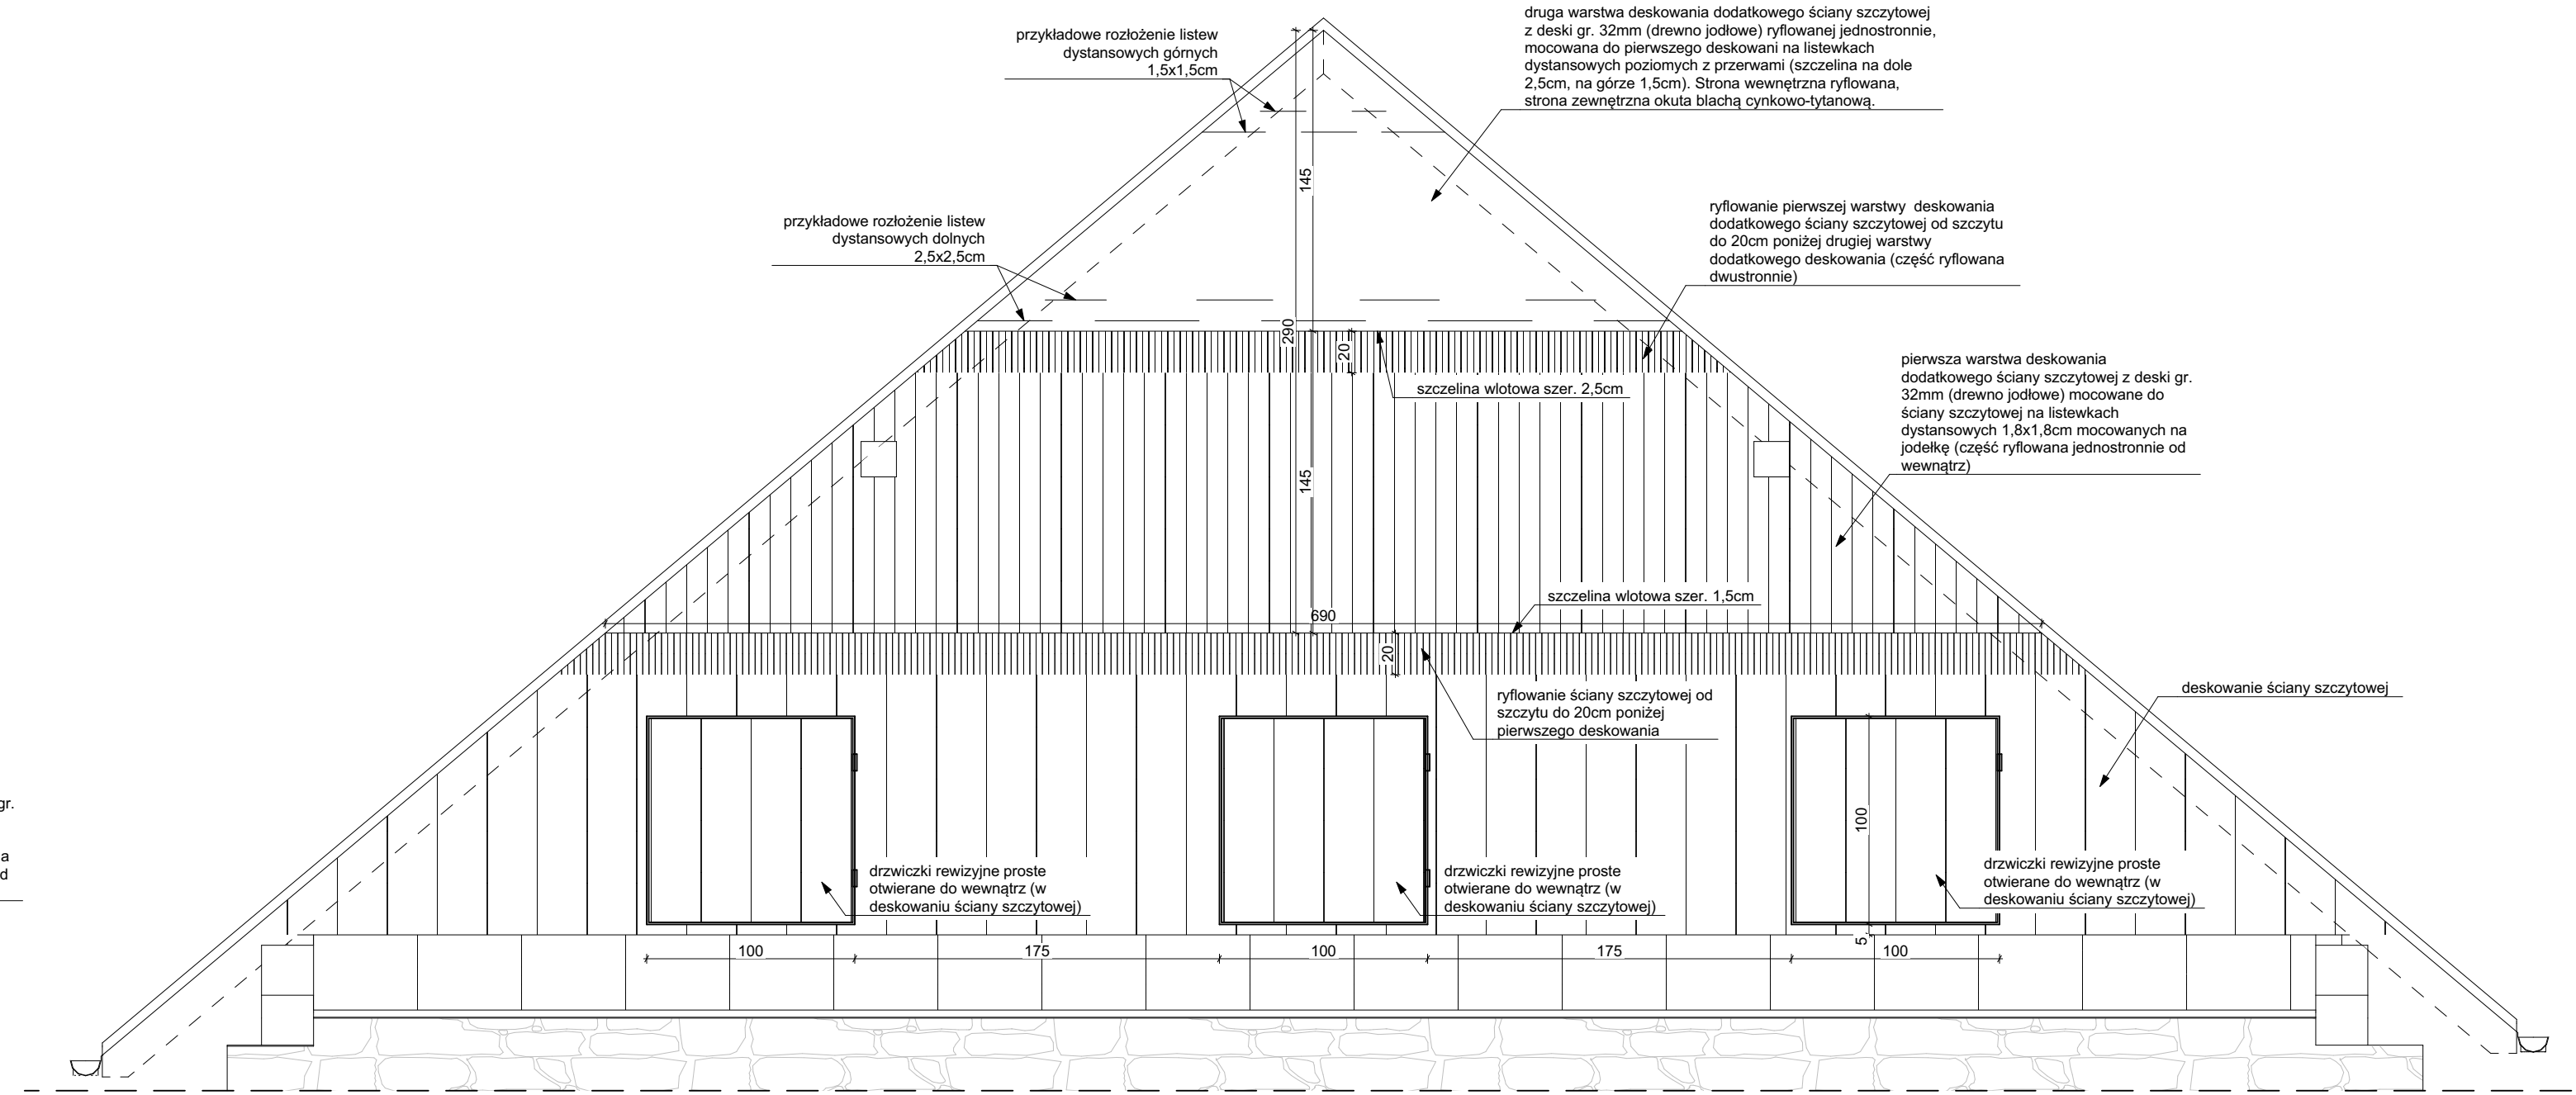 przykładowe rozłożenie listew
dystansowych górnych
1,5x1,5cm
druga warstwa deskowania dodatkowego ściany szczytowej
z deski gr. 32mm (drewno jodłowe) ryflowanej jednostronnie,
mocowana do pierwszego deskowani na listewkach
dystansowych poziomych z przerwami (szczelina na dole
2,5cm, na górze 1,5cm). Strona wewnętrzna ryflowana,
strona zewnętrzna okuta blachą cynkowo-tytanową.
145
przykładowe rozłożenie listew
dystansowych dolnych
2,5x2,5cm
ryflowanie pierwszej warstwy deskowania
dodatkowego ściany szczytowej od szczytu
do 20cm poniżej drugiej warstwy
dodatkowego deskowania (część ryflowana
dwustronnie)
290
20
szczelina wlotowa szer. 2,5cm
pierwsza warstwa deskowania
dodatkowego ściany szczytowej z deski gr.
32mm (drewno jodłowe) mocowane do
ściany szczytowej na listewkach
dystansowych 1,8x1,8cm mocowanych na
jodełkę (część ryflowana jednostronnie od
wewnątrz)
145
szczelina wlotowa szer. 1,5cm
690
20
ryflowanie ściany szczytowej od
szczytu do 20cm poniżej
pierwszego deskowania
deskowanie ściany szczytowej
gr.
a
d
100
drzwiczki rewizyjne proste
otwierane do wewnątrz (w
deskowaniu ściany szczytowej)
drzwiczki rewizyjne proste
otwierane do wewnątrz (w
deskowaniu ściany szczytowej)
drzwiczki rewizyjne proste
otwierane do wewnątrz (w
deskowaniu ściany szczytowej)
5
100
175
100
175
100